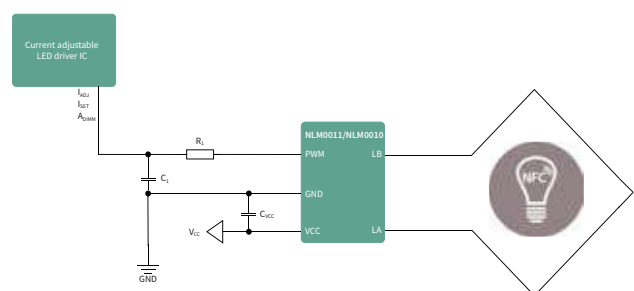 Current adjustable
LED driver IC
IADJ
ISET
ADIMM
R1
NLM0011/NLM0010
PWM LB
C1
GND
CVCC
VCC
VCC LA
GND
NFC